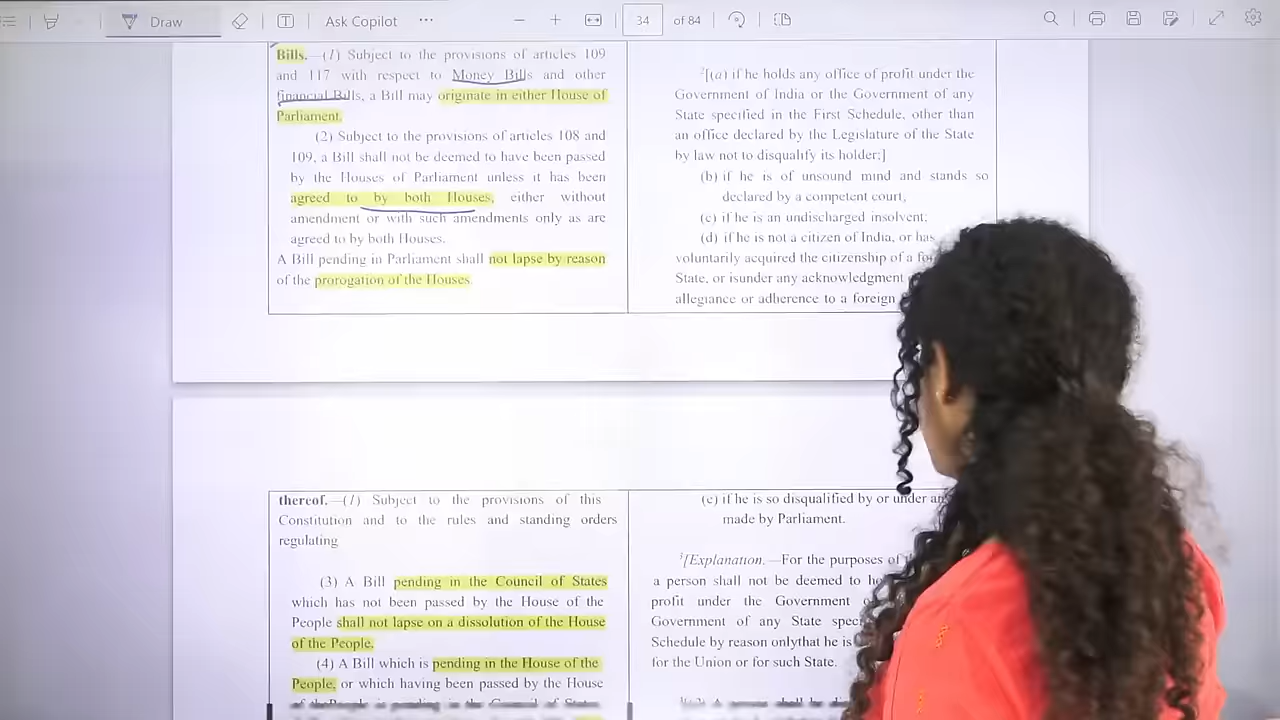 Draw
Ask Copilot
34 of 84
Bills.—(1) Subject to the provisions of articles 109
and 117 with respect to Money Bills and other
financial Bills, a Bill may originate in either House of
Parliament.
(2) Subject to the provisions of articles 108 and
109, a Bill shall not be deemed to have been passed
by the Houses of Parliament unless it has been
agreed to by both Houses, either without
amendment or with such amendments only as are
agreed to by both Houses.
A Bill pending in Parliament shall not lapse by reason
of the prorogation of the Houses.
2[(a) if he holds any office of profit under the
Government of India or the Government of any
State specified in the First Schedule, other than
an office declared by the Legislature of the State
by law not to disqualify its holder;]
(b) if he is of unsound mind and stands so
declared by a competent court;
(c) if he is an undischarged insolvent;
(d) if he is not a citizen of India, or has
voluntarily acquired the citizenship of a
State, or isunder any acknowledgment
allegiance or adherence to a foreign
thereof.—(1) Subject to the provisions of this
Constitution and to the rules and standing orders
regulating
(3) A Bill pending in the Council of States
which has not been passed by the House of the
People shall not lapse on a dissolution of the House
of the People.
(4) A Bill which is pending in the House of the
People, or which having been passed by the House
(e) if he is so disqualified by or under
made by Parliament.
3[Explanation.—For the purposes of
a person shall not be deemed to
profit under the Government
Government of any State
Schedule by reason onlythat he is
for the Union or for such State.